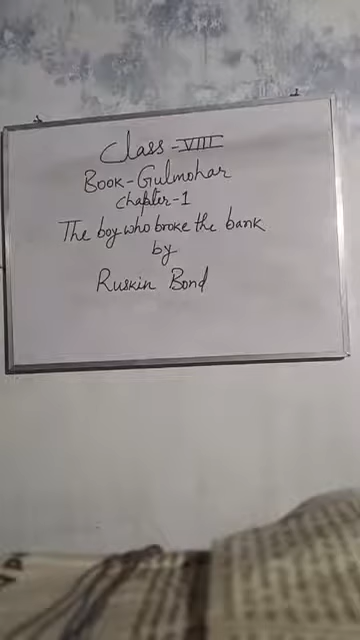 Class-VIII
Book-Gulmohar
Chapter-1
The boy who broke the bank
by
Ruskin Bond